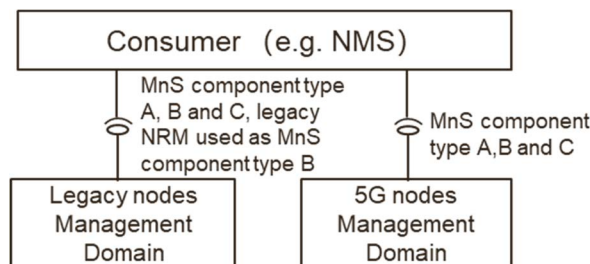 Consumer (e.g. NMS)
MnS component type
A, B and C, legacy
NRM used as MnS
component type B
MnS component
type A,B and C
Legacy nodes
Management
Domain
5G nodes
Management
Domain